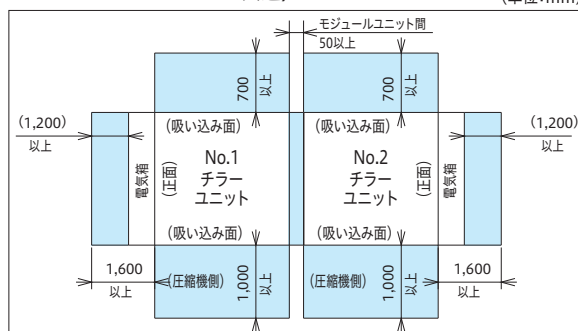 (単位:mm)
モジュールユニット間
50以上
700
以上
700
以上
(1,200)
以上
(吸い込み面)
(吸い込み面)
(1,200)
以上
電気箱
(正面)
No.1
チラー
ユニット
No.2
チラー
ユニット
(正面)
電気箱
(吸い込み面)
(吸い込み面)
1,600
以上
(圧縮機側)
1,000
以上
(圧縮機側)
1,000
以上
1,600
以上